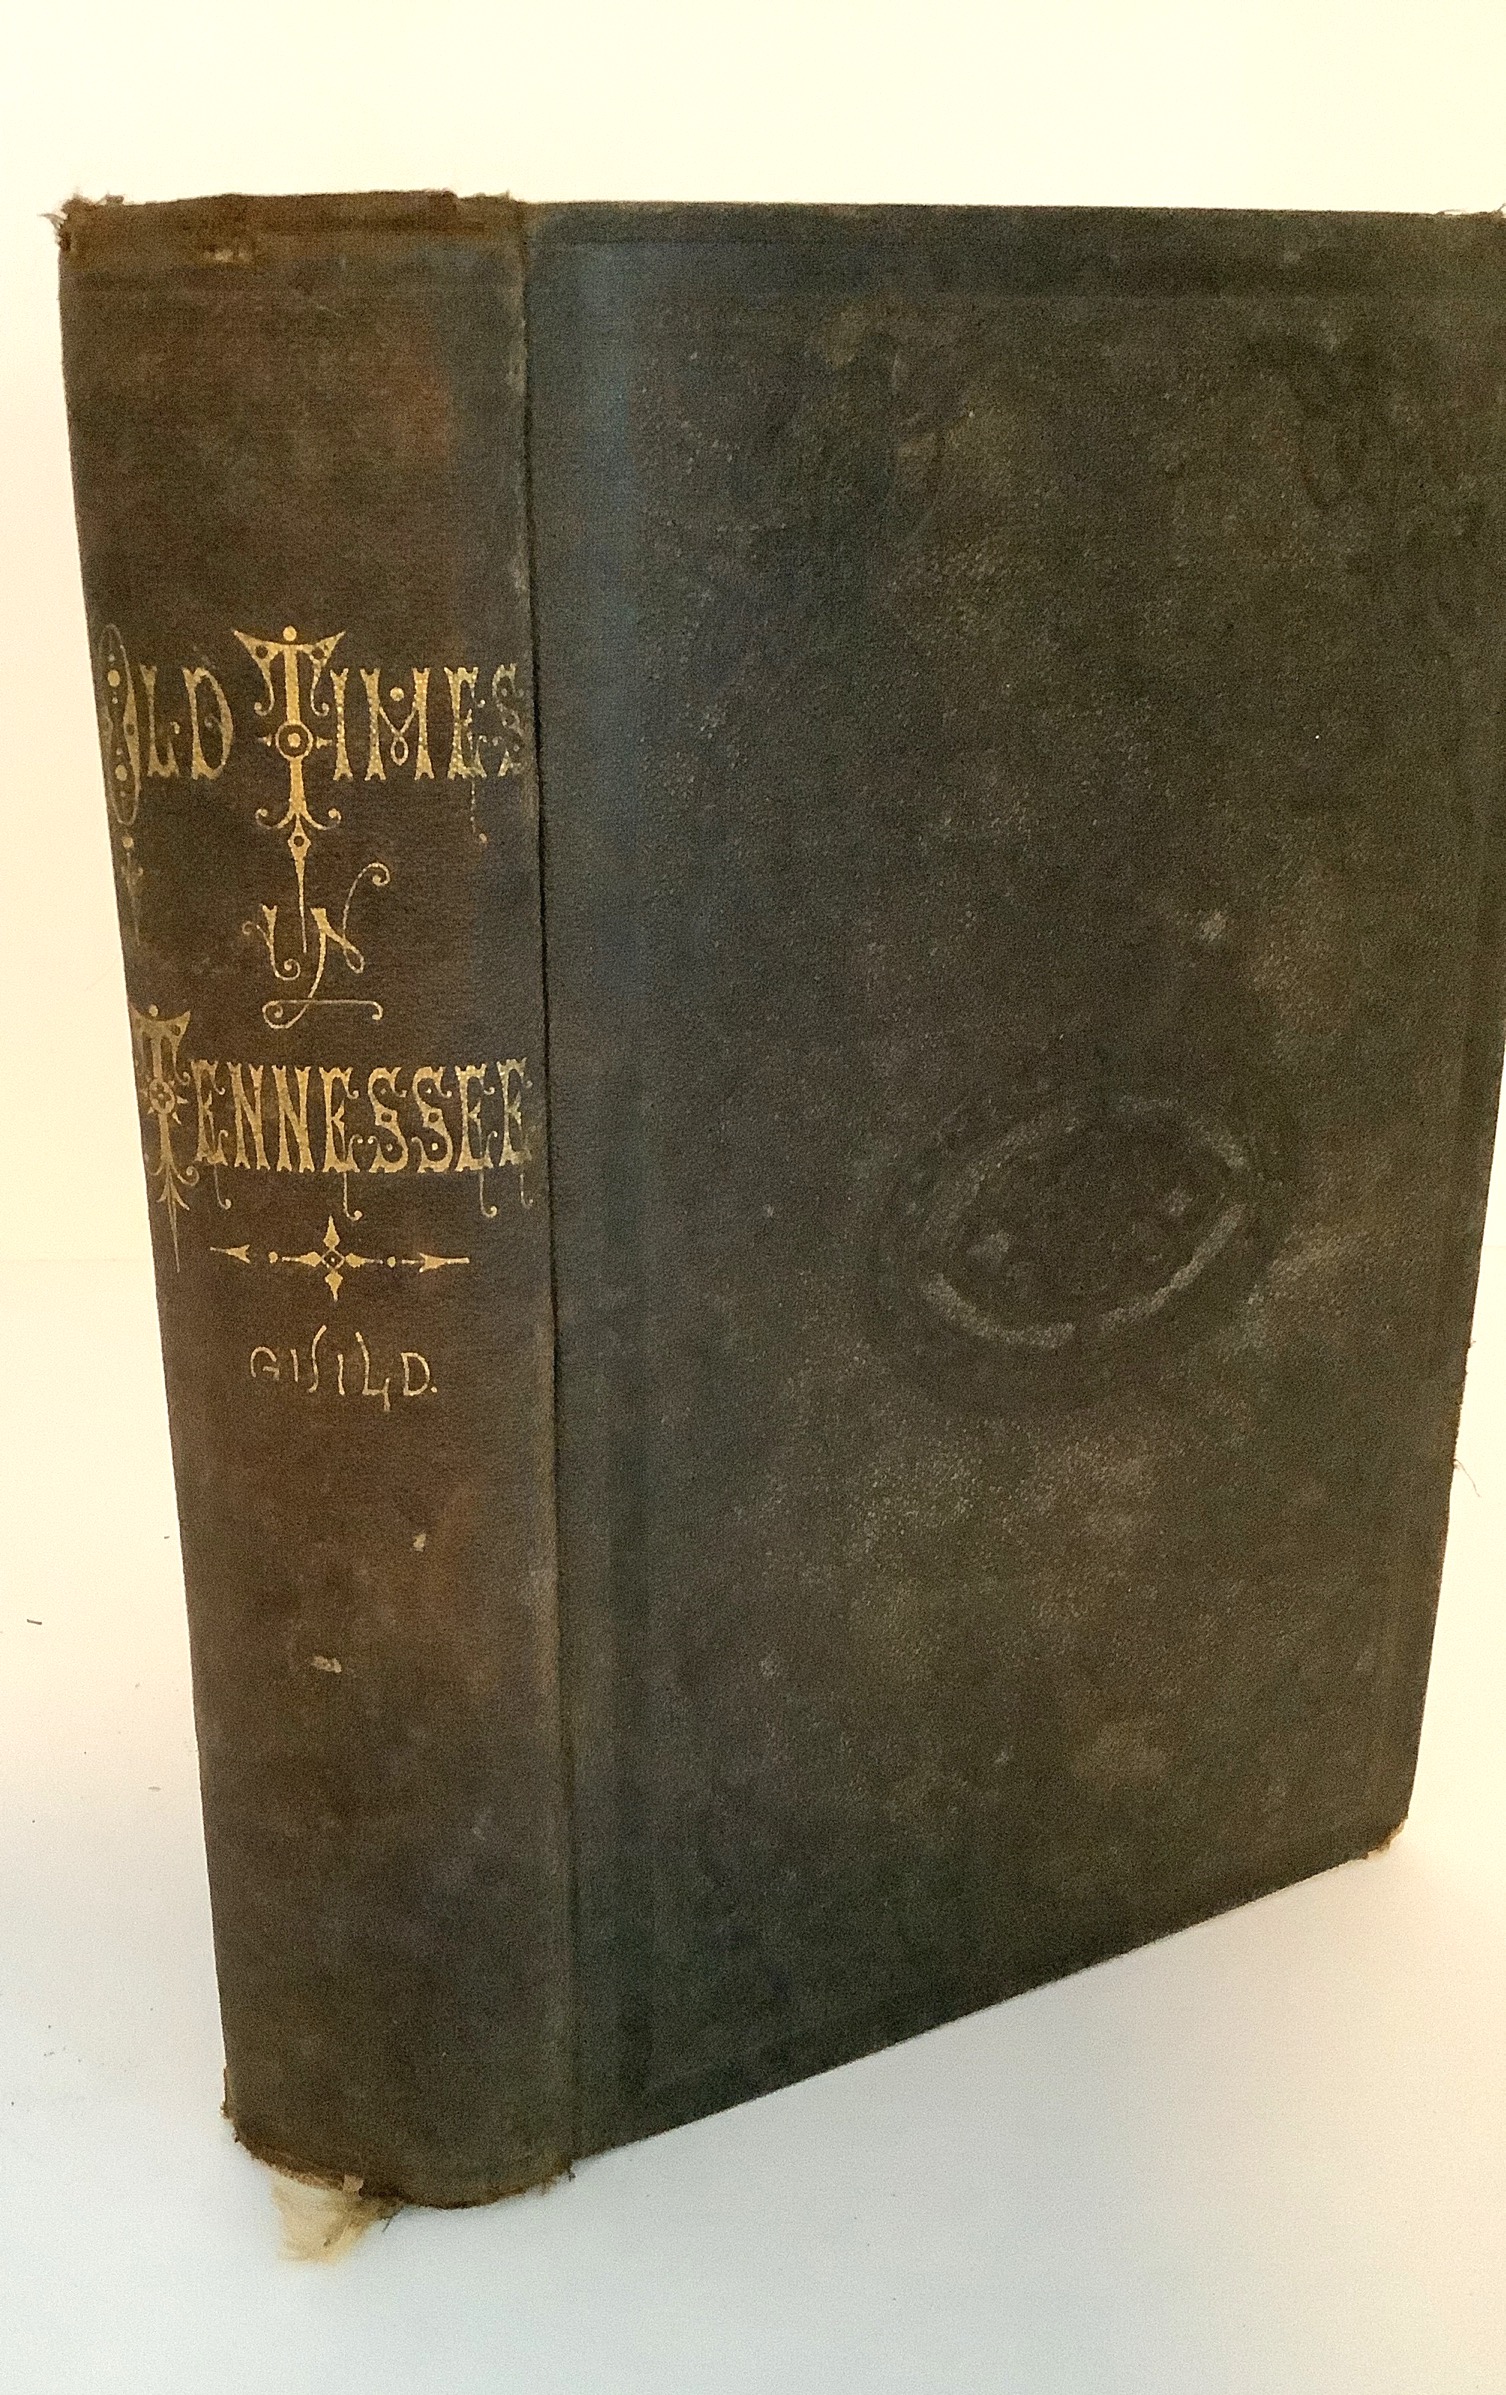 OLD TIMES
IN
TENNESSEE
GUILD.